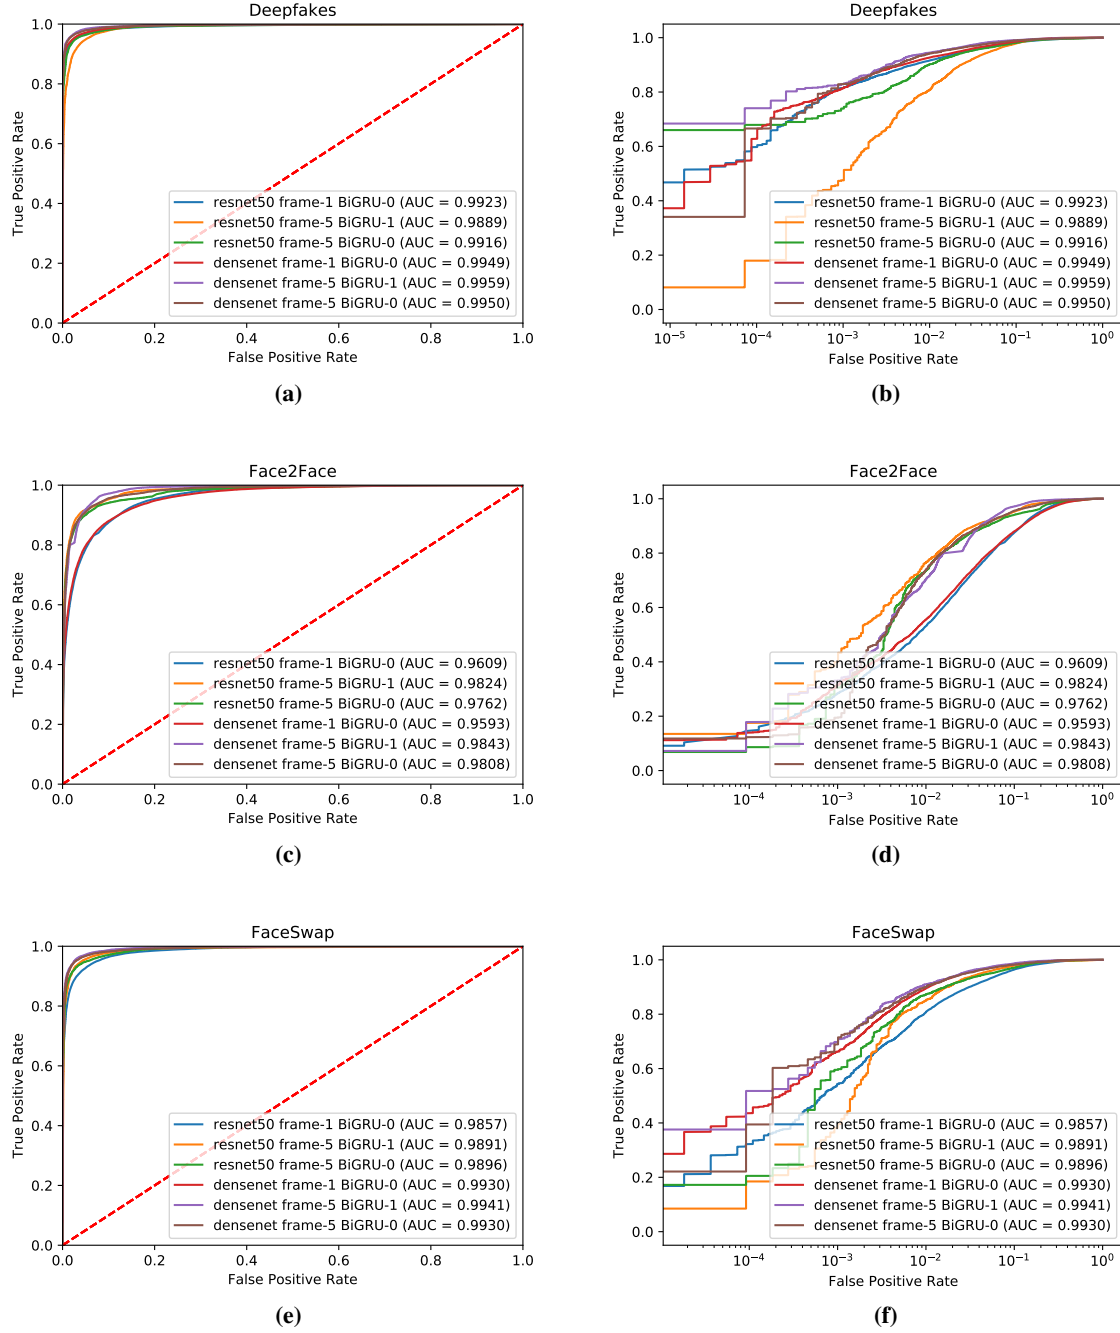 Deepfakes
1.0
0.8
0.6
0.4
0.2
0.0
True Positive Rate
resnet50 frame-1 BiGRU-0 (AUC = 0.9923)
resnet50 frame-5 BiGRU-1 (AUC = 0.9889)
resnet50 frame-5 BiGRU-0 (AUC = 0.9916)
densenet frame-1 BiGRU-0 (AUC = 0.9949)
densenet frame-5 BiGRU-1 (AUC = 0.9959)
densenet frame-5 BiGRU-0 (AUC = 0.9950)
0.0 0.2 0.4 0.6 0.8 1.0
False Positive Rate
(a)
Deepfakes
1.0
0.8
0.6
0.4
0.2
0.0
True Positive Rate
resnet50 frame-1 BiGRU-0 (AUC = 0.9923)
resnet50 frame-5 BiGRU-1 (AUC = 0.9889)
resnet50 frame-5 BiGRU-0 (AUC = 0.9916)
densenet frame-1 BiGRU-0 (AUC = 0.9949)
densenet frame-5 BiGRU-1 (AUC = 0.9959)
densenet frame-5 BiGRU-0 (AUC = 0.9950)
10⁻⁵ 10⁻⁴ 10⁻³ 10⁻² 10⁻¹ 10⁰
False Positive Rate
(b)
Face2Face
1.0
0.8
0.6
0.4
0.2
0.0
True Positive Rate
resnet50 frame-1 BiGRU-0 (AUC = 0.9609)
resnet50 frame-5 BiGRU-1 (AUC = 0.9824)
resnet50 frame-5 BiGRU-0 (AUC = 0.9762)
densenet frame-1 BiGRU-0 (AUC = 0.9593)
densenet frame-5 BiGRU-1 (AUC = 0.9843)
densenet frame-5 BiGRU-0 (AUC = 0.9808)
0.0 0.2 0.4 0.6 0.8 1.0
False Positive Rate
(c)
Face2Face
1.0
0.8
0.6
0.4
0.2
0.0
True Positive Rate
resnet50 frame-1 BiGRU-0 (AUC = 0.9609)
resnet50 frame-5 BiGRU-1 (AUC = 0.9824)
resnet50 frame-5 BiGRU-0 (AUC = 0.9762)
densenet frame-1 BiGRU-0 (AUC = 0.9593)
densenet frame-5 BiGRU-1 (AUC = 0.9843)
densenet frame-5 BiGRU-0 (AUC = 0.9808)
10⁻⁴ 10⁻³ 10⁻² 10⁻¹ 10⁰
False Positive Rate
(d)
FaceSwap
1.0
0.8
0.6
0.4
0.2
0.0
True Positive Rate
resnet50 frame-1 BiGRU-0 (AUC = 0.9857)
resnet50 frame-5 BiGRU-1 (AUC = 0.9891)
resnet50 frame-5 BiGRU-0 (AUC = 0.9896)
densenet frame-1 BiGRU-0 (AUC = 0.9930)
densenet frame-5 BiGRU-1 (AUC = 0.9941)
densenet frame-5 BiGRU-0 (AUC = 0.9930)
0.0 0.2 0.4 0.6 0.8 1.0
False Positive Rate
(e)
FaceSwap
1.0
0.8
0.6
0.4
0.2
0.0
True Positive Rate
resnet50 frame-1 BiGRU-0 (AUC = 0.9857)
resnet50 frame-5 BiGRU-1 (AUC = 0.9891)
resnet50 frame-5 BiGRU-0 (AUC = 0.9896)
densenet frame-1 BiGRU-0 (AUC = 0.9930)
densenet frame-5 BiGRU-1 (AUC = 0.9941)
densenet frame-5 BiGRU-0 (AUC = 0.9930)
10⁻⁴ 10⁻³ 10⁻² 10⁻¹ 10⁰
False Positive Rate
(f)